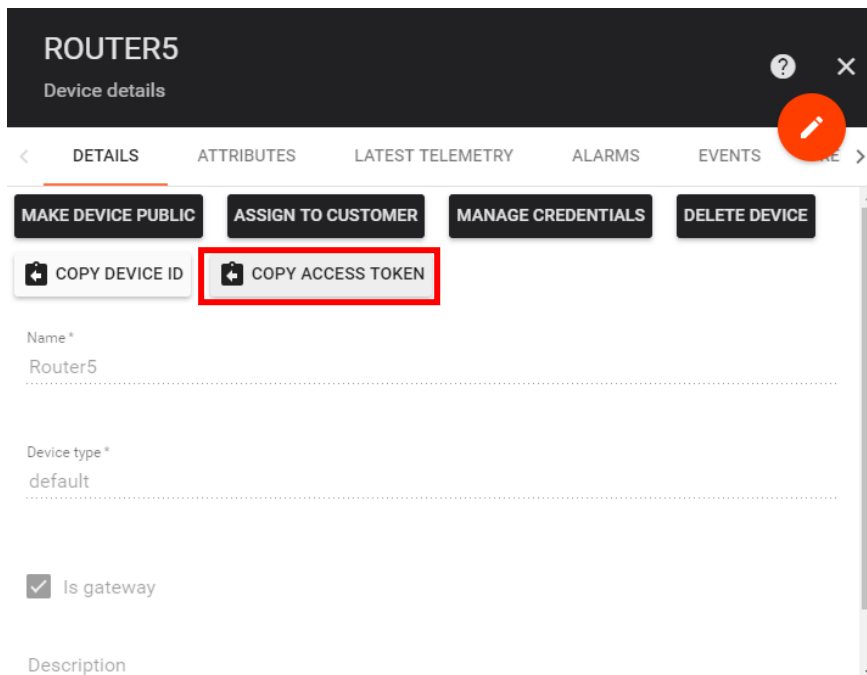 ROUTER5
Device details
DETAILS ATTRIBUTES LATEST TELEMETRY ALARMS EVENTS
MAKE DEVICE PUBLIC ASSIGN TO CUSTOMER MANAGE CREDENTIALS DELETE DEVICE
COPY DEVICE ID COPY ACCESS TOKEN
Name *
Router5
Device type *
default
Is gateway
Description